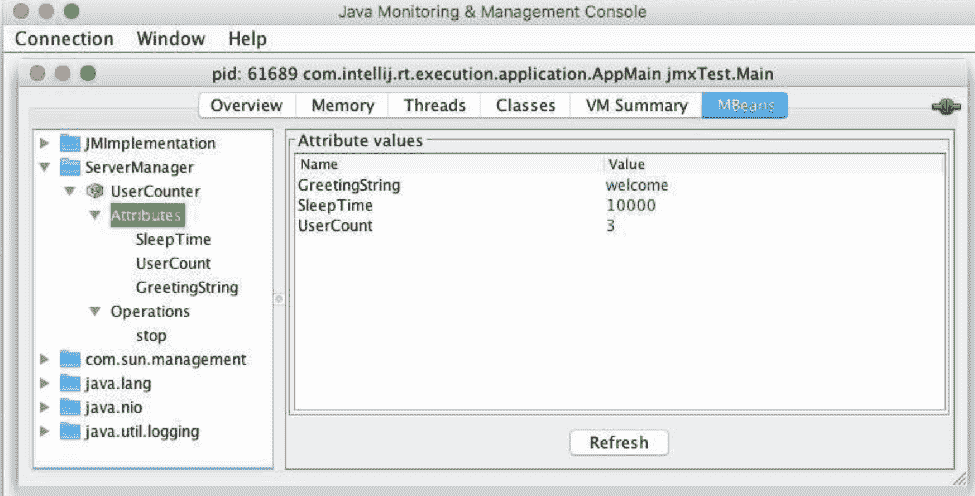 Java Monitoring & Management Console
Connection Window Help
pid: 61689 com.intellij.rt.execution.application.AppMain jmxTest.Main
Overview Memory Threads Classes VM Summary MBeans
JMImplementation
ServerManager
UserCounter
Attributes
SleepTime
UserCount
GreetingString
Operations
stop
com.sun.management
java.lang
java.nio
java.util.logging
Attribute values
Name Value
GreetingString welcome
SleepTime 10000
UserCount 3
Refresh